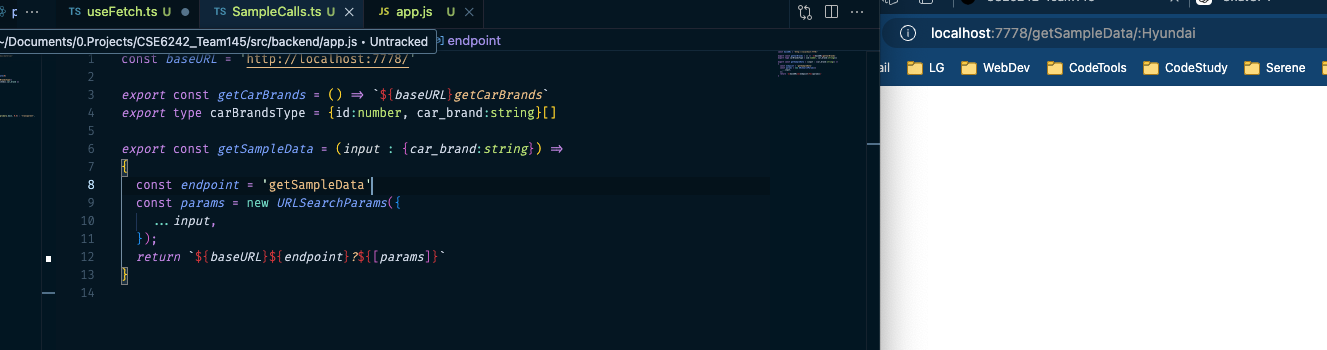 TS useFetch.ts U
TS SampleCalls.ts U
JS app.js U
~/Documents/0.Projects/CSE6242_Team145/src/backend/app.js • Untracked
endpoint
1 const baseURL = 'http://localhost:7778/'
2
3 export const getCarBrands = () => `${baseURL}getCarBrands`
4 export type carBrandsType = {id:number, car_brand:string}[]
5
6 export const getSampleData = (input : {car_brand:string}) =>
7 {
8 const endpoint = 'getSampleData'
9 const params = new URLSearchParams({
10 ...input,
11 });
12 return `${baseURL}${endpoint}?${[params]}`
13 }
14
localhost:7778/getSampleData/:Hyundai
ail LG WebDev CodeTools CodeStudy Serene